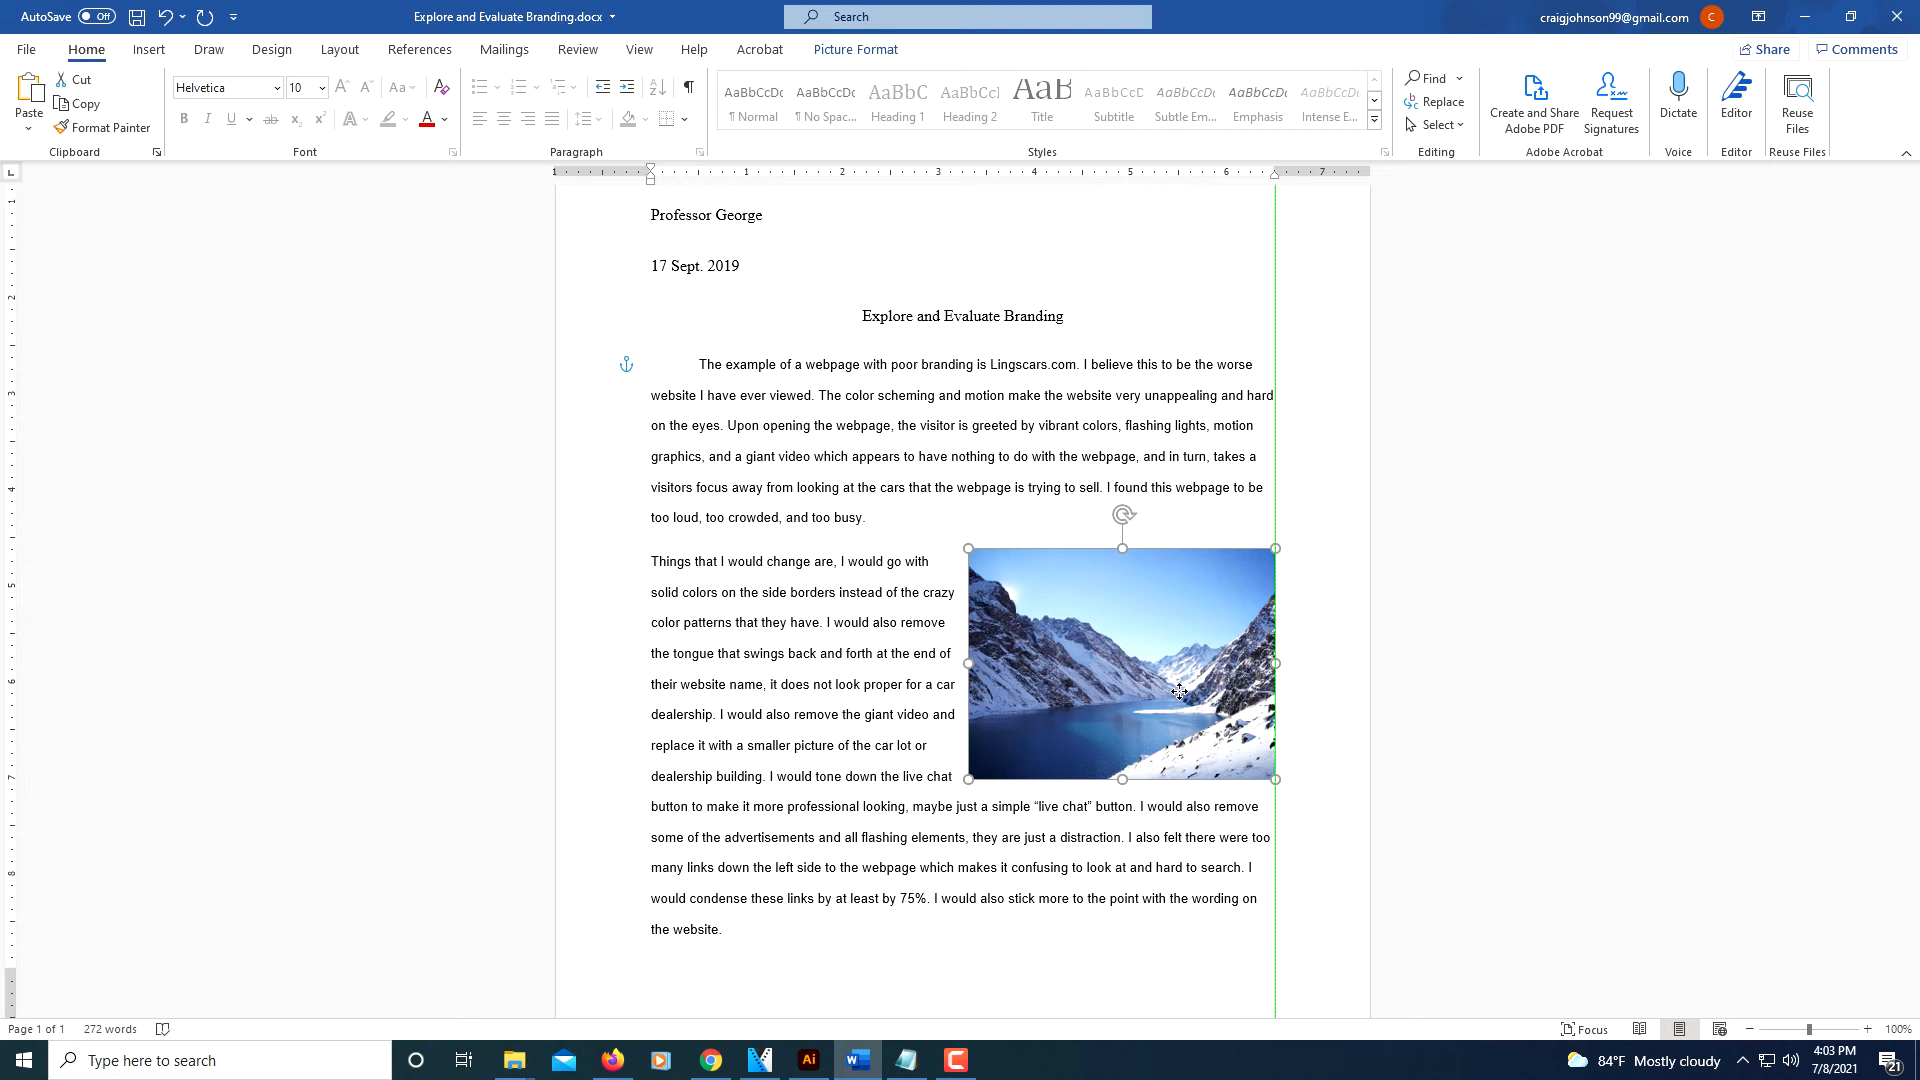 AutoSave Off Explore and Evaluate Branding.docx Search craigjohnson99@gmail.com C
File Home Insert Draw Design Layout References Mailings Review View Help Acrobat Picture Format Share Comments
Paste Cut Copy Format Painter Clipboard
Helvetica 10 Font
Paragraph
AaBbCcDc AaBbCcDc AaBbC AaBbCcl AaB AaBbCcD AaBbCcDc AaBbCcDc AaBbCcDc
¶ Normal ¶ No Spac... Heading 1 Heading 2 Title Subtitle Subtle Em... Emphasis Intense E...
Styles
Find Replace Select Editing
Create and Share Adobe PDF Request Signatures Adobe Acrobat
Dictate Voice
Editor Editor
Reuse Files Reuse Files
1 1 2 3 4 5 6 7
Professor George
17 Sept. 2019
Explore and Evaluate Branding
The example of a webpage with poor branding is Lingscars.com. I believe this to be the worse
website I have ever viewed. The color scheming and motion make the website very unappealing and hard
on the eyes. Upon opening the webpage, the visitor is greeted by vibrant colors, flashing lights, motion
graphics, and a giant video which appears to have nothing to do with the webpage, and in turn, takes a
visitors focus away from looking at the cars that the webpage is trying to sell. I found this webpage to be
too loud, too crowded, and too busy.
Things that I would change are, I would go with
solid colors on the side borders instead of the crazy
color patterns that they have. I would also remove
the tongue that swings back and forth at the end of
their website name, it does not look proper for a car
dealership. I would also remove the giant video and
replace it with a smaller picture of the car lot or
dealership building. I would tone down the live chat
button to make it more professional looking, maybe just a simple “live chat” button. I would also remove
some of the advertisements and all flashing elements, they are just a distraction. I also felt there were too
many links down the left side to the webpage which makes it confusing to look at and hard to search. I
would condense these links by at least by 75%. I would also stick more to the point with the wording on
the website.
Page 1 of 1 272 words Focus 100%
Type here to search Ai 84°F Mostly cloudy 4:03 PM
7/8/2021 21